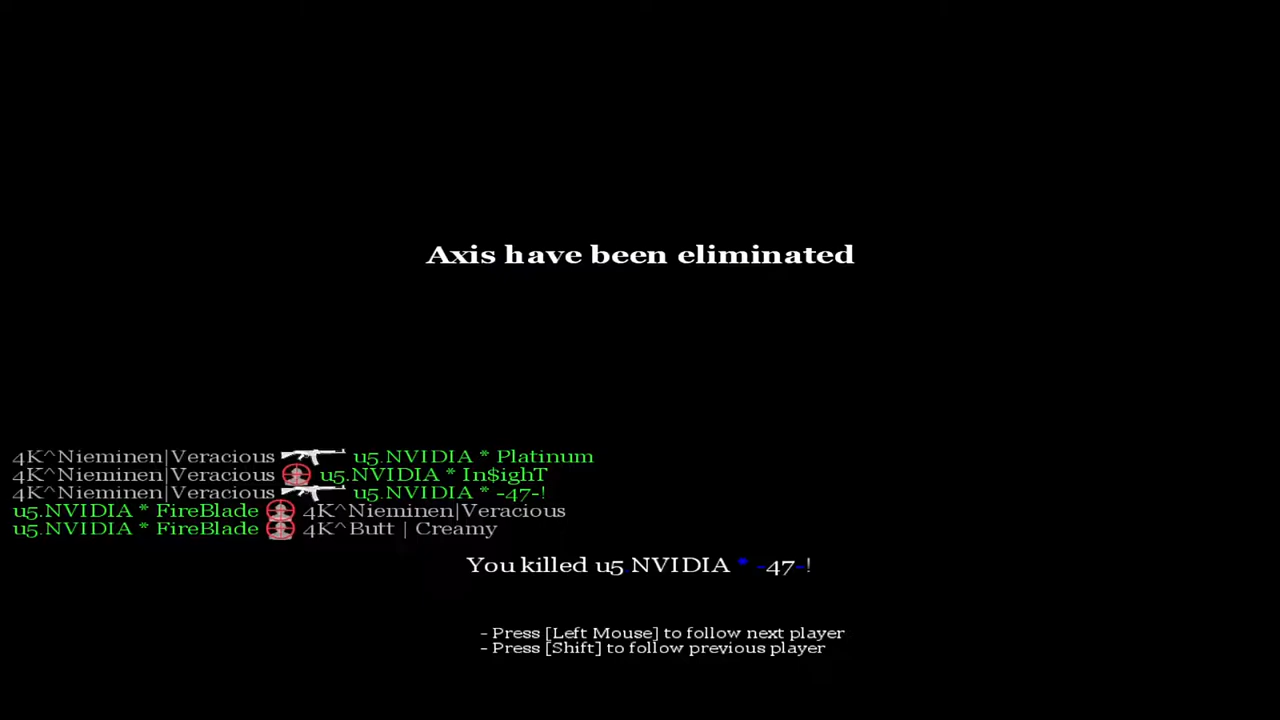 Axis have been eliminated
4K^Nieminen|Veracious u5.NVIDIA * Platinum
4K^Nieminen|Veracious u5.NVIDIA * In$ighT
4K^Nieminen|Veracious u5.NVIDIA * -47-!
u5.NVIDIA * FireBlade 4K^Nieminen|Veracious
u5.NVIDIA * FireBlade 4K^Butt | Creamy
You killed u5.NVIDIA * -47-!
- Press [Left Mouse] to follow next player
- Press [Shift] to follow previous player